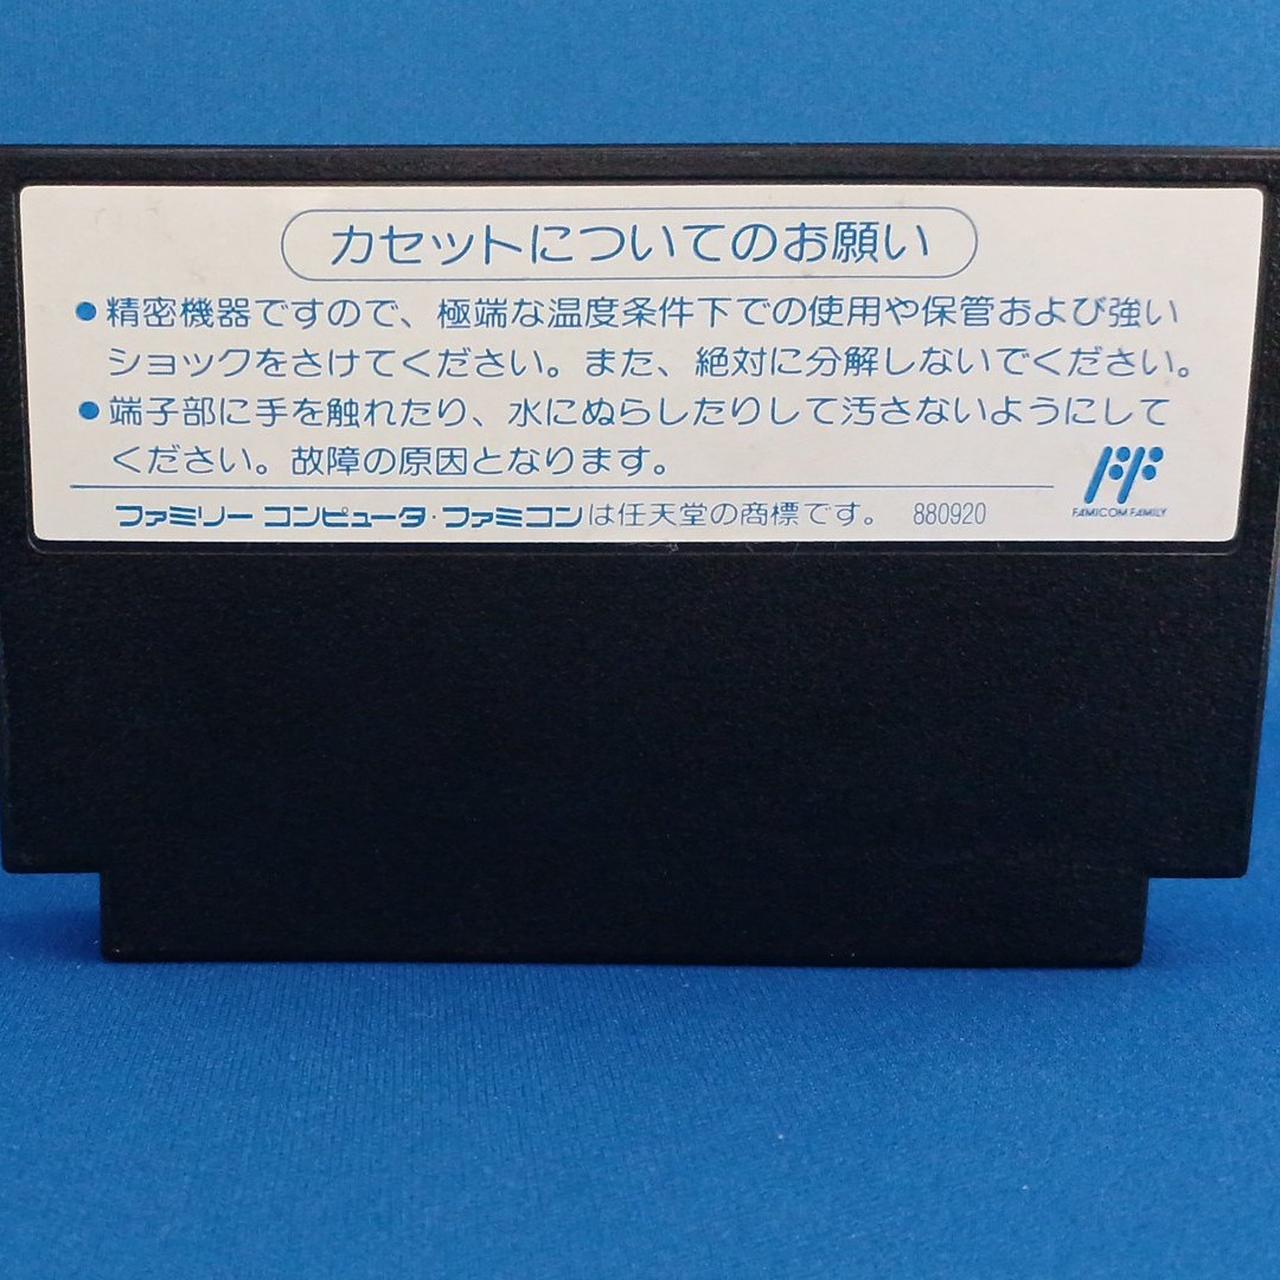 カセットについてのお願い
●精密機器ですので、極端な温度条件下での使用や保管および強い
ショックをさけてください。また、絶対に分解しないでください。
●端子部に手を触れたり、水にぬらしたりして汚さないようにして
ください。故障の原因となります。
ファミリーコンピュータ・ファミコンは任天堂の商標です。 880920
FF
FAMICOM FAMILY